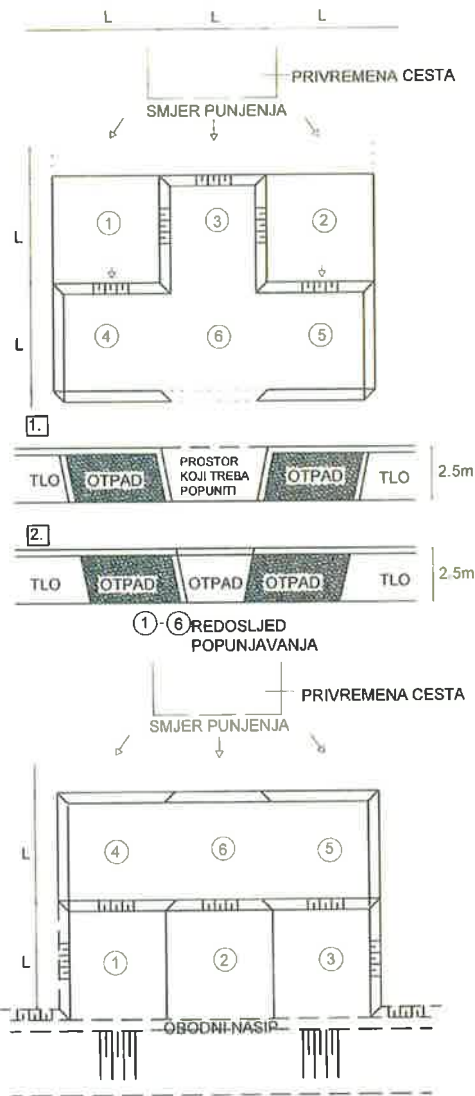 L L L
PRIVREMENA CESTA
SMJER PUNJENJA
1 3 2
L
4 6 5
L
1.
TLO OTPAD PROSTOR KOJI TREBA POPUNITI OTPAD TLO 2.5m
2.
TLO OTPAD OTPAD OTPAD TLO 2.5m
1 - 6 REDOSLJED
POPUNJAVANJA
PRIVREMENA CESTA
SMJER PUNJENJA
4 6 5
L
1 2 3
L
OBODNI NASIP